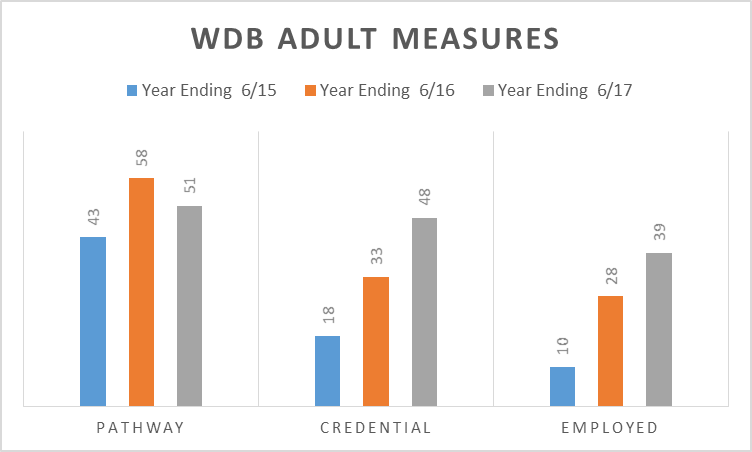 WDB ADULT MEASURES
Year Ending 6/15 Year Ending 6/16 Year Ending 6/17
43 58 51
18 33 48
10 28 39
PATHWAY CREDENTIAL EMPLOYED